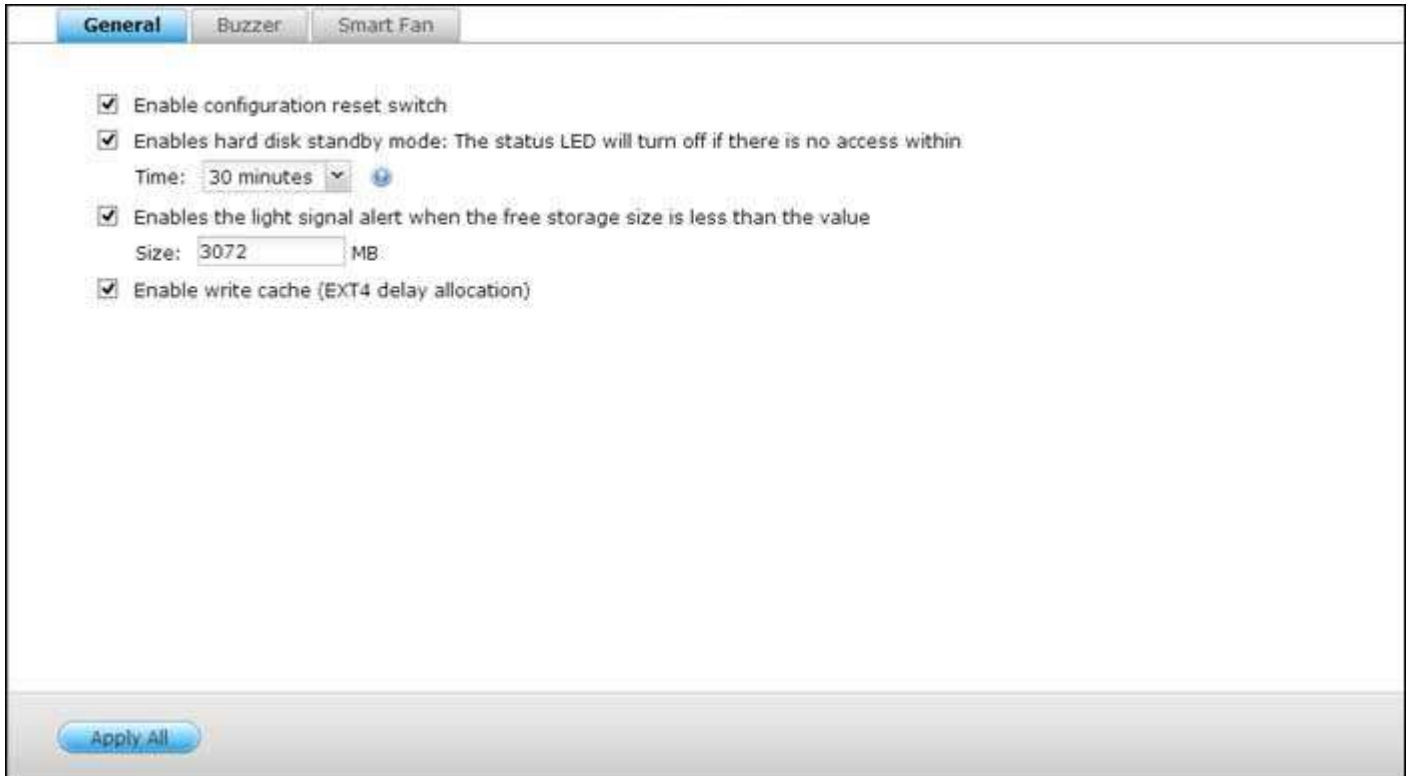 General Buzzer Smart Fan
Enable configuration reset switch
Enables hard disk standby mode: The status LED will turn off if there is no access within
Time: 30 minutes
Enables the light signal alert when the free storage size is less than the value
Size: 3072 MB
Enable write cache (EXT4 delay allocation)
Apply All